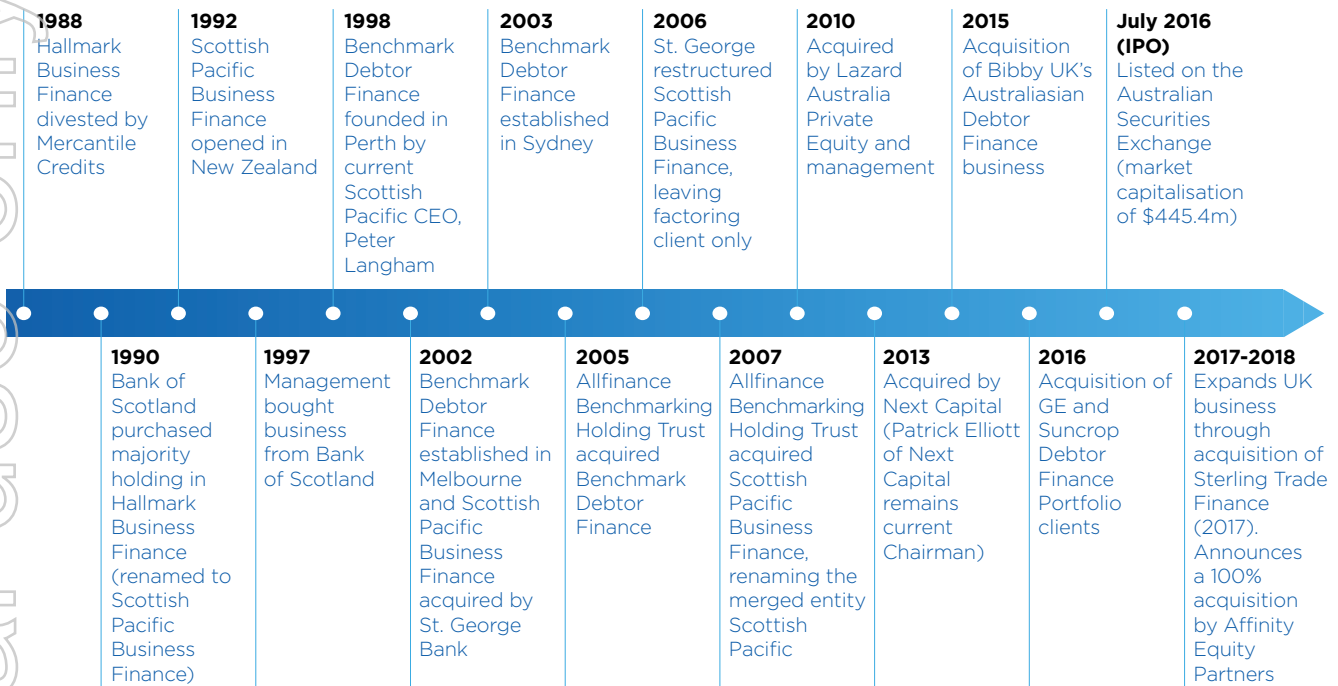 1988
Hallmark
Business
Finance
divested by
Mercantile
Credits
1992
Scottish
Pacific
Business
Finance
opened in
New Zealand
1998
Benchmark
Debtor
Finance
founded in
Perth by
current
Scottish
Pacific CEO,
Peter
Langham
2003
Benchmark
Debtor
Finance
established
in Sydney
2006
St. George
restructured
Scottish
Pacific
Business
Finance,
leaving
factoring
client only
2010
Acquired
by Lazard
Australia
Private
Equity and
management
2015
Acquisition
of Bibby UK's
Australiasian
Debtor
Finance
business
July 2016
(IPO)
Listed on the
Australian
Securities
Exchange
(market
capitalisation
of $445.4m)
1990
Bank of
Scotland
purchased
majority
holding in
Hallmark
Business
Finance
(renamed to
Scottish
Pacific
Business
Finance)
1997
Management
bought
business
from Bank
of Scotland
2002
Benchmark
Debtor
Finance
established in
Melbourne
and Scottish
Pacific
Business
Finance
acquired by
St. George
Bank
2005
Allfinance
Benchmarking
Holding Trust
acquired
Benchmark
Debtor
Finance
2007
Allfinance
Benchmarking
Holding Trust
acquired
Scottish
Pacific
Business
Finance,
renaming the
merged entity
Scottish
Pacific
2013
Acquired by
Next Capital
(Patrick Elliott
of Next
Capital
remains
current
Chairman)
2016
Acquisition of
GE and
Suncrop
Debtor
Finance
Portfolio
clients
2017-2018
Expands UK
business
through
acquisition of
Sterling Trade
Finance
(2017).
Announces
a 100%
acquisition
by Affinity
Equity
Partners